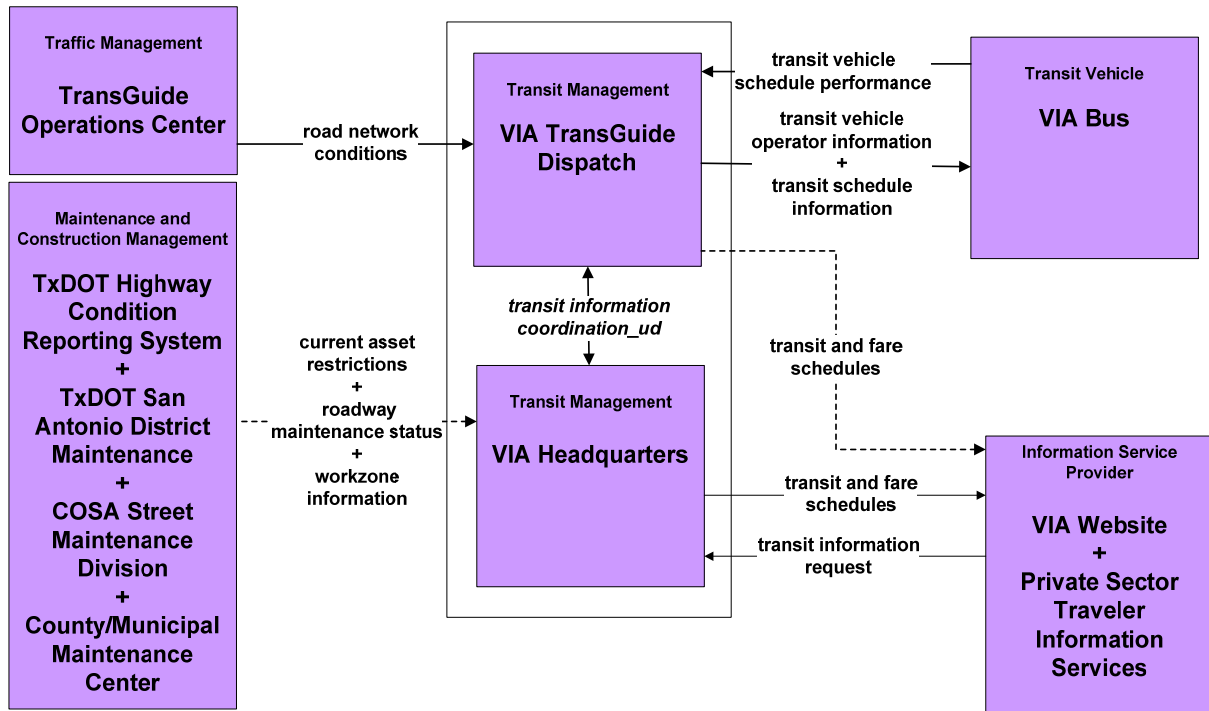 Traffic Management
TransGuide
Operations Center
Maintenance and
Construction Management
TxDOT Highway
Condition
Reporting System
+
TxDOT San
Antonio District
Maintenance
+
COSA Street
Maintenance
Division
+
County/Municipal
Maintenance
Center
road network
conditions
current asset
restrictions
+
roadway
maintenance status
+
workzone
information
Transit Management
VIA TransGuide
Dispatch
transit information
coordination_ud
Transit Management
VIA Headquarters
transit vehicle
schedule performance
transit vehicle
operator information
+
transit schedule
information
transit and fare
schedules
transit and fare
schedules
transit information
request
Transit Vehicle
VIA Bus
Information Service
Provider
VIA Website
+
Private Sector
Traveler
Information
Services